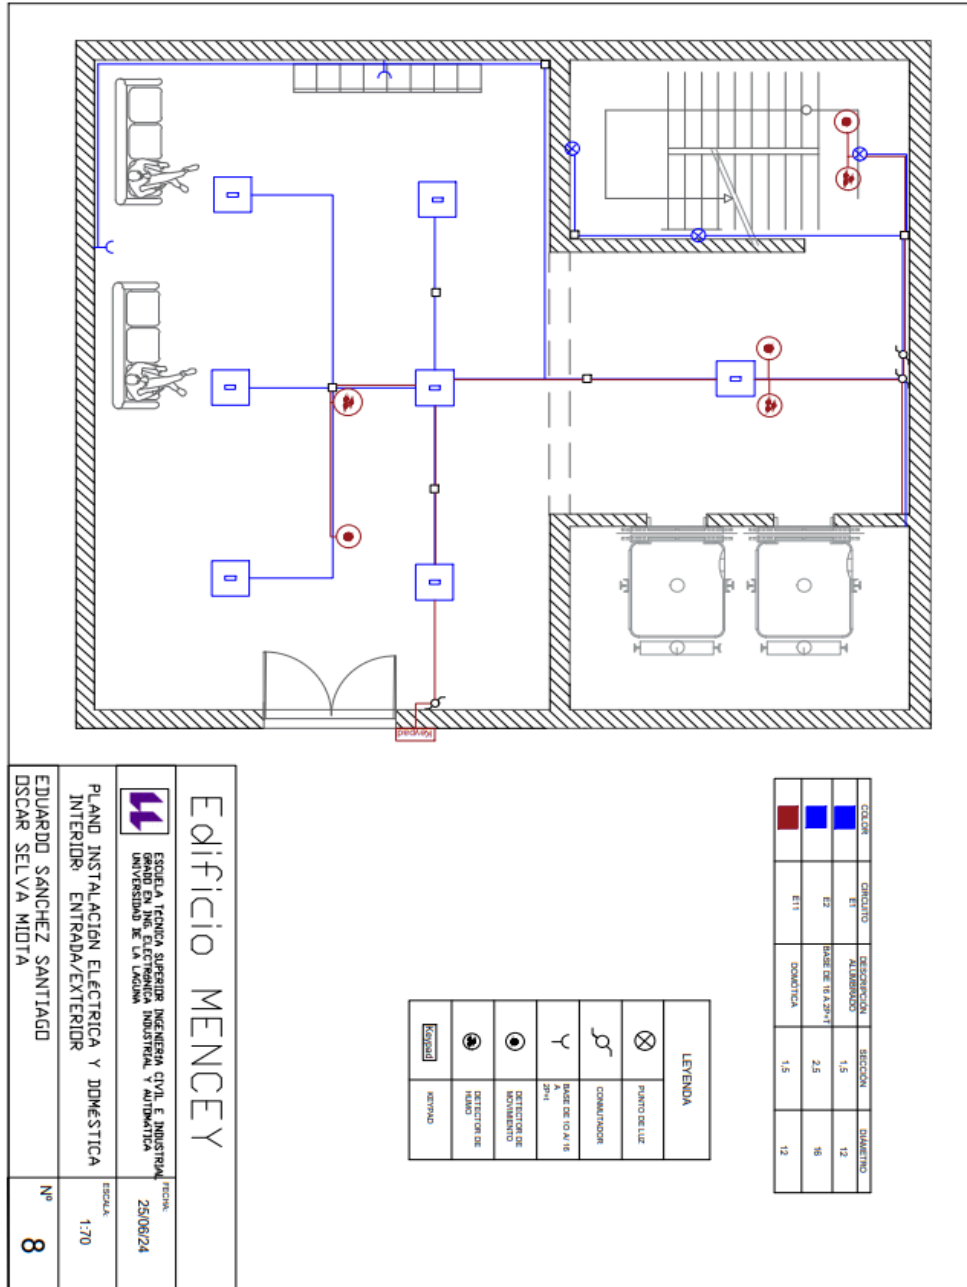 Keypad
COLOR CIRCUITO DESCRIPCIÓN SECCIÓN DIÁMETRO
E1 ALUMBRADO 1,5 12
E2 BASE DE 16 A 2P+T 2,5 16
E11 DOMÓTICA 1,5 12
LEYENDA
PUNTO DE LUZ
CONMUTADOR
BASE DE 10 A/ 16
A
2P+t
DETECTOR DE
MOVIMIENTO
DETECTOR DE
HUMO
Keypad KEYPAD
Edificio MENCEY
ESCUELA TéCNICA SUPERIOR INGENIERíA CIVIL E INDUSTRIAL
GRADO EN ING. ELECTRóNICA INDUSTRIAL Y AUTOMáTICA
UNIVERSIDAD DE LA LAGUNA
FECHA:
25/06/24
PLANO INSTALACIóN ELéCTRICA Y DOMéSTICA
INTERIOR: ENTRADA/EXTERIOR
ESCALA:
1:70
EDUARDO SáNCHEZ SANTIAGO
OSCAR SELVA MIOTA
Nº
8